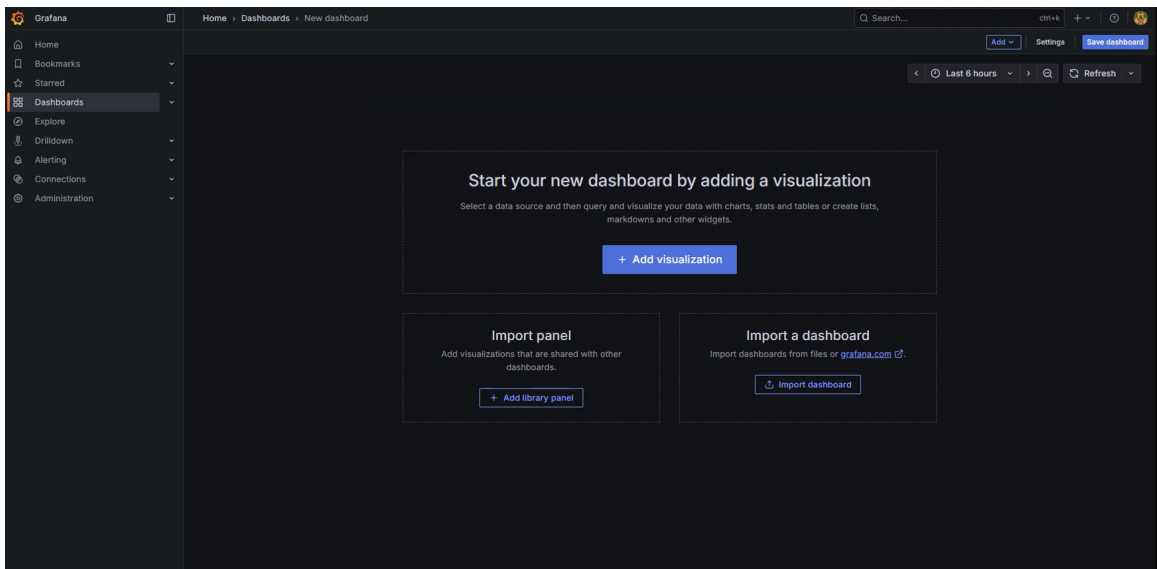 Grafana
Home › Dashboards › New dashboard
Search...
ctrl+k
Home
Bookmarks
Starred
Dashboards
Explore
Drilldown
Alerting
Connections
Administration
Add
Settings
Save dashboard
Last 6 hours
Refresh
Start your new dashboard by adding a visualization
Select a data source and then query and visualize your data with charts, stats and tables or create lists,
markdowns and other widgets.
+ Add visualization
Import panel
Add visualizations that are shared with other
dashboards.
+ Add library panel
Import a dashboard
Import dashboards from files or grafana.com.
Import dashboard